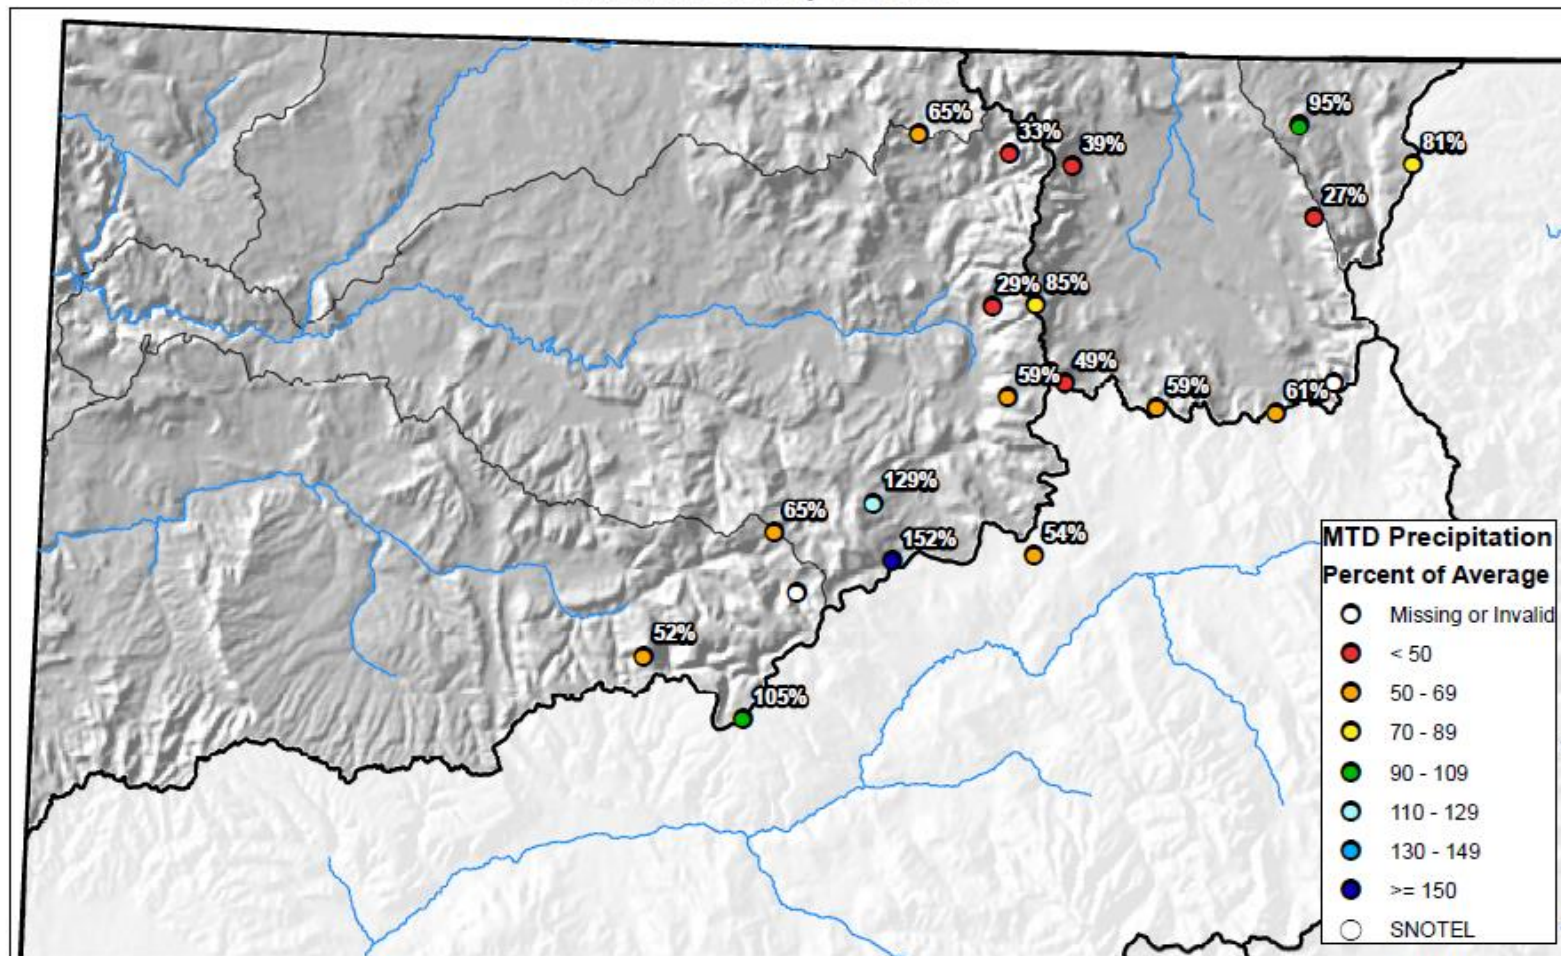 95%
65%
33%
81%
39%
27%
29%
85%
49%
59%
59%
61%
129%
65%
152%
54%
52%
105%
MTD Precipitation
Percent of Average
Missing or Invalid
< 50
50 - 69
70 - 89
90 - 109
110 - 129
130 - 149
>= 150
SNOTEL